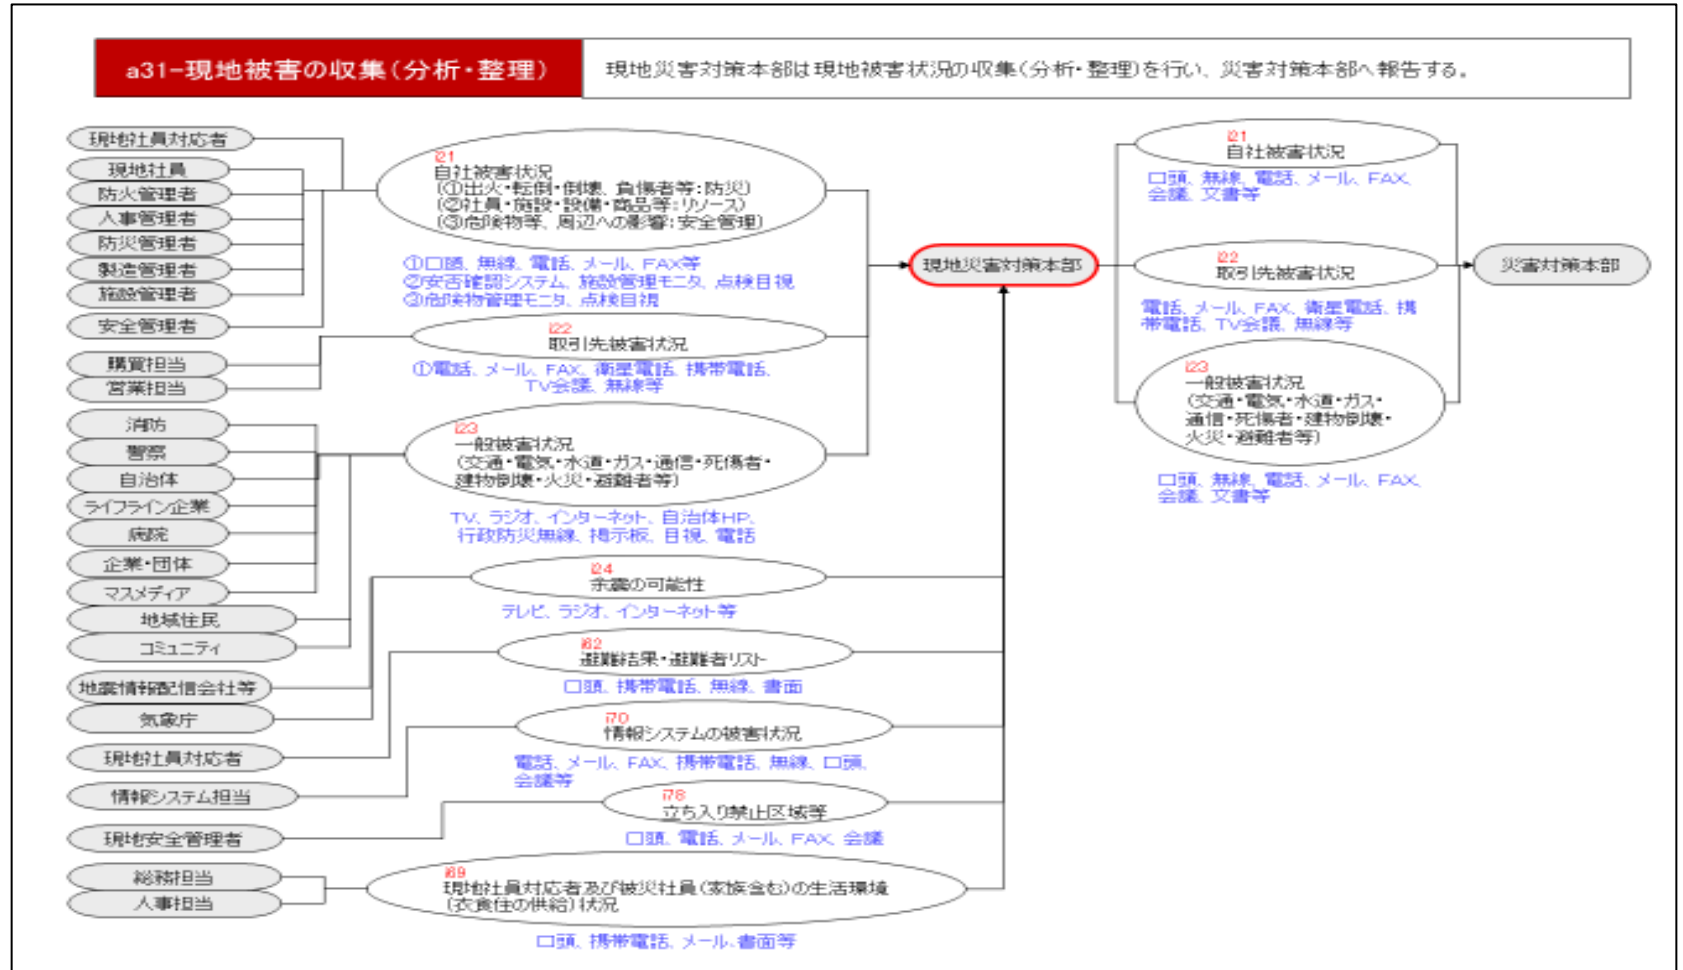 a31-現地被害の収集(分析・整理)
現地災害対策本部は現地被害状況の収集(分析・整理)を行い、災害対策本部へ報告する。
現地社員対応者
現地社員
防火管理者
人事管理者
防災管理者
製造管理者
施設管理者
安全管理者
購買担当
営業担当
消防
警察
自治体
ライフライン企業
病院
企業・団体
マスメディア
地域住民
コミュニティ
地震情報配信会社等
気象庁
現地社員対応者
情報システム担当
現地安全管理者
総務担当
人事担当
i21
自社被害状況
(①出火・転倒・倒壊、負傷者等:防災)
(②社員・施設・設備・商品等:リソース)
(③危険物等、周辺への影響:安全管理)
①口頭、無線、電話、メール、FAX等
②安否確認システム、施設管理モニタ、点検目視
③危険物管理モニタ、点検目視
i22
取引先被害状況
①電話、メール、FAX、衛星電話、携帯電話、
TV会議、無線等
i23
一般被害状況
(交通・電気・水道・ガス・通信・死傷者・
建物倒壊・火災・避難者等)
TV、ラジオ、インターネット、自治体HP、
行政防災無線、掲示板、目視、電話
i24
余震の可能性
テレビ、ラジオ、インターネット等
i62
避難結果・避難者リスト
口頭、携帯電話、無線、書面
i70
情報システムの被害状況
電話、メール、FAX、携帯電話、無線、口頭、
会議等
i78
立ち入り禁止区域等
口頭、電話、メール、FAX、会議
i69
現地社員対応者及び被災社員(家族含む)の生活環境
(衣食住の供給)状況
口頭、携帯電話、メール、書面等
現地災害対策本部
i21
自社被害状況
口頭、無線、電話、メール、FAX、
会議、文書等
i22
取引先被害状況
電話、メール、FAX、衛星電話、携
帯電話、TV会議、無線等
i23
一般被害状況
(交通・電気・水道・ガス・
通信・死傷者・建物倒壊・
火災・避難者等)
口頭、無線、電話、メール、FAX、
会議、文書等
災害対策本部